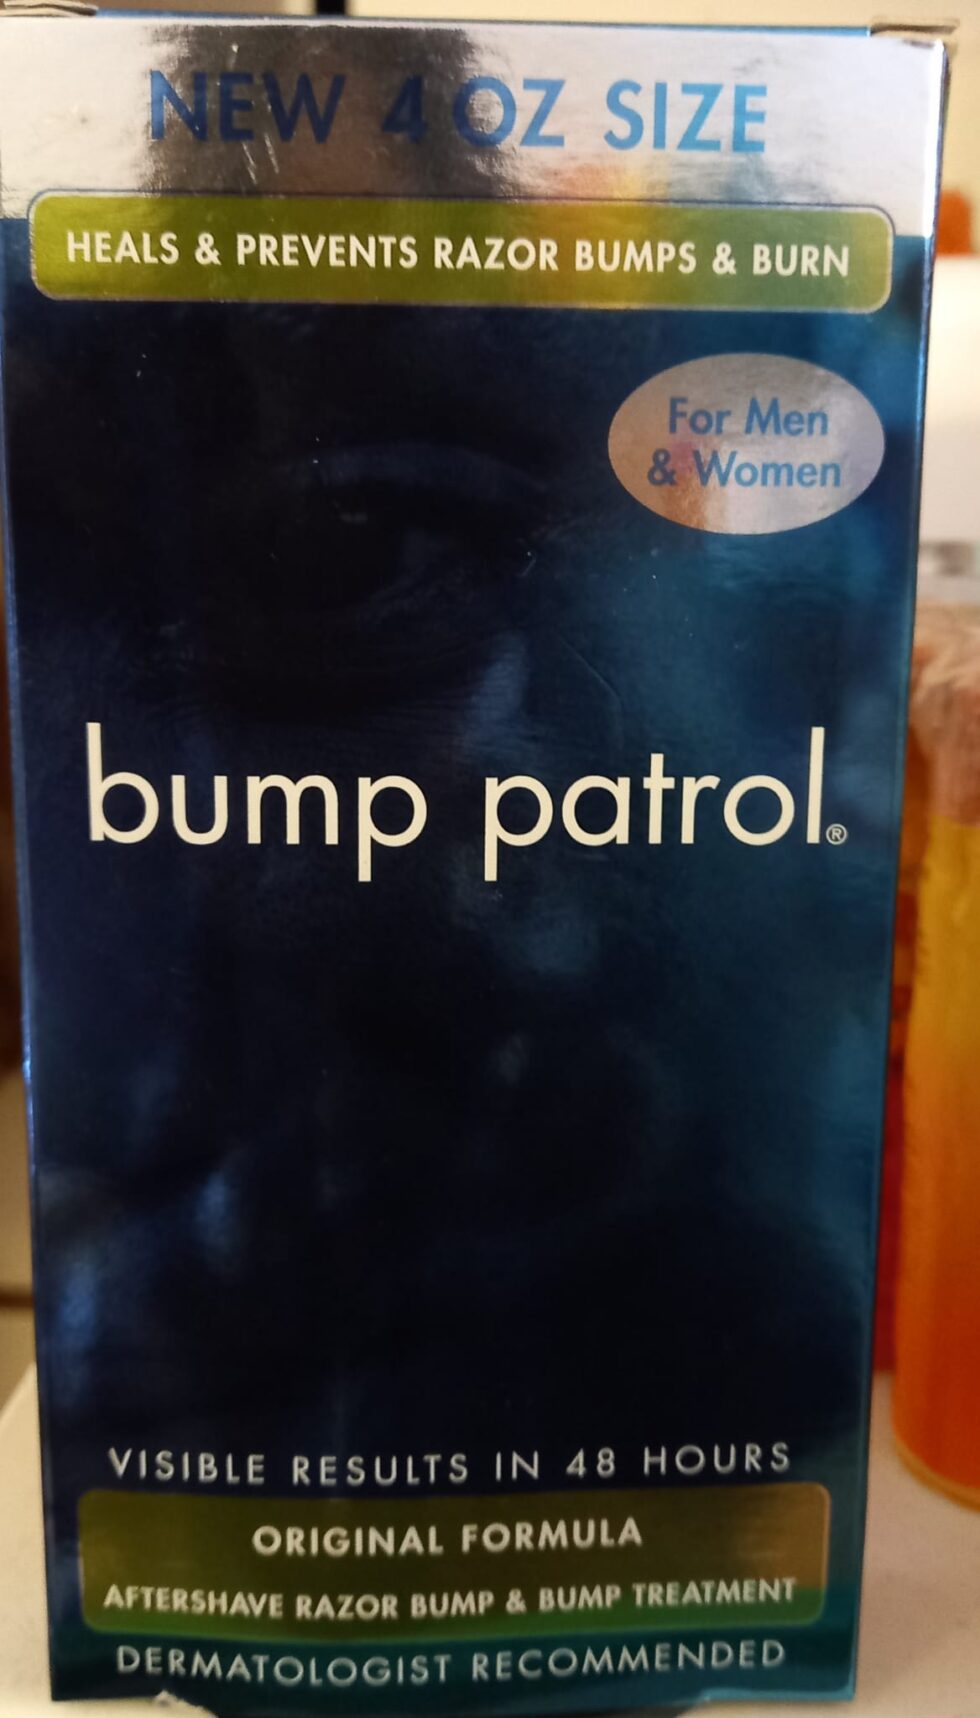 NEW 4 OZ SIZE
HEALS & PREVENTS RAZOR BUMPS & BURN
For Men
& Women
bump patrol®
VISIBLE RESULTS IN 48 HOURS
ORIGINAL FORMULA
AFTERSHAVE RAZOR BUMP & BUMP TREATMENT
DERMATOLOGIST RECOMMENDED